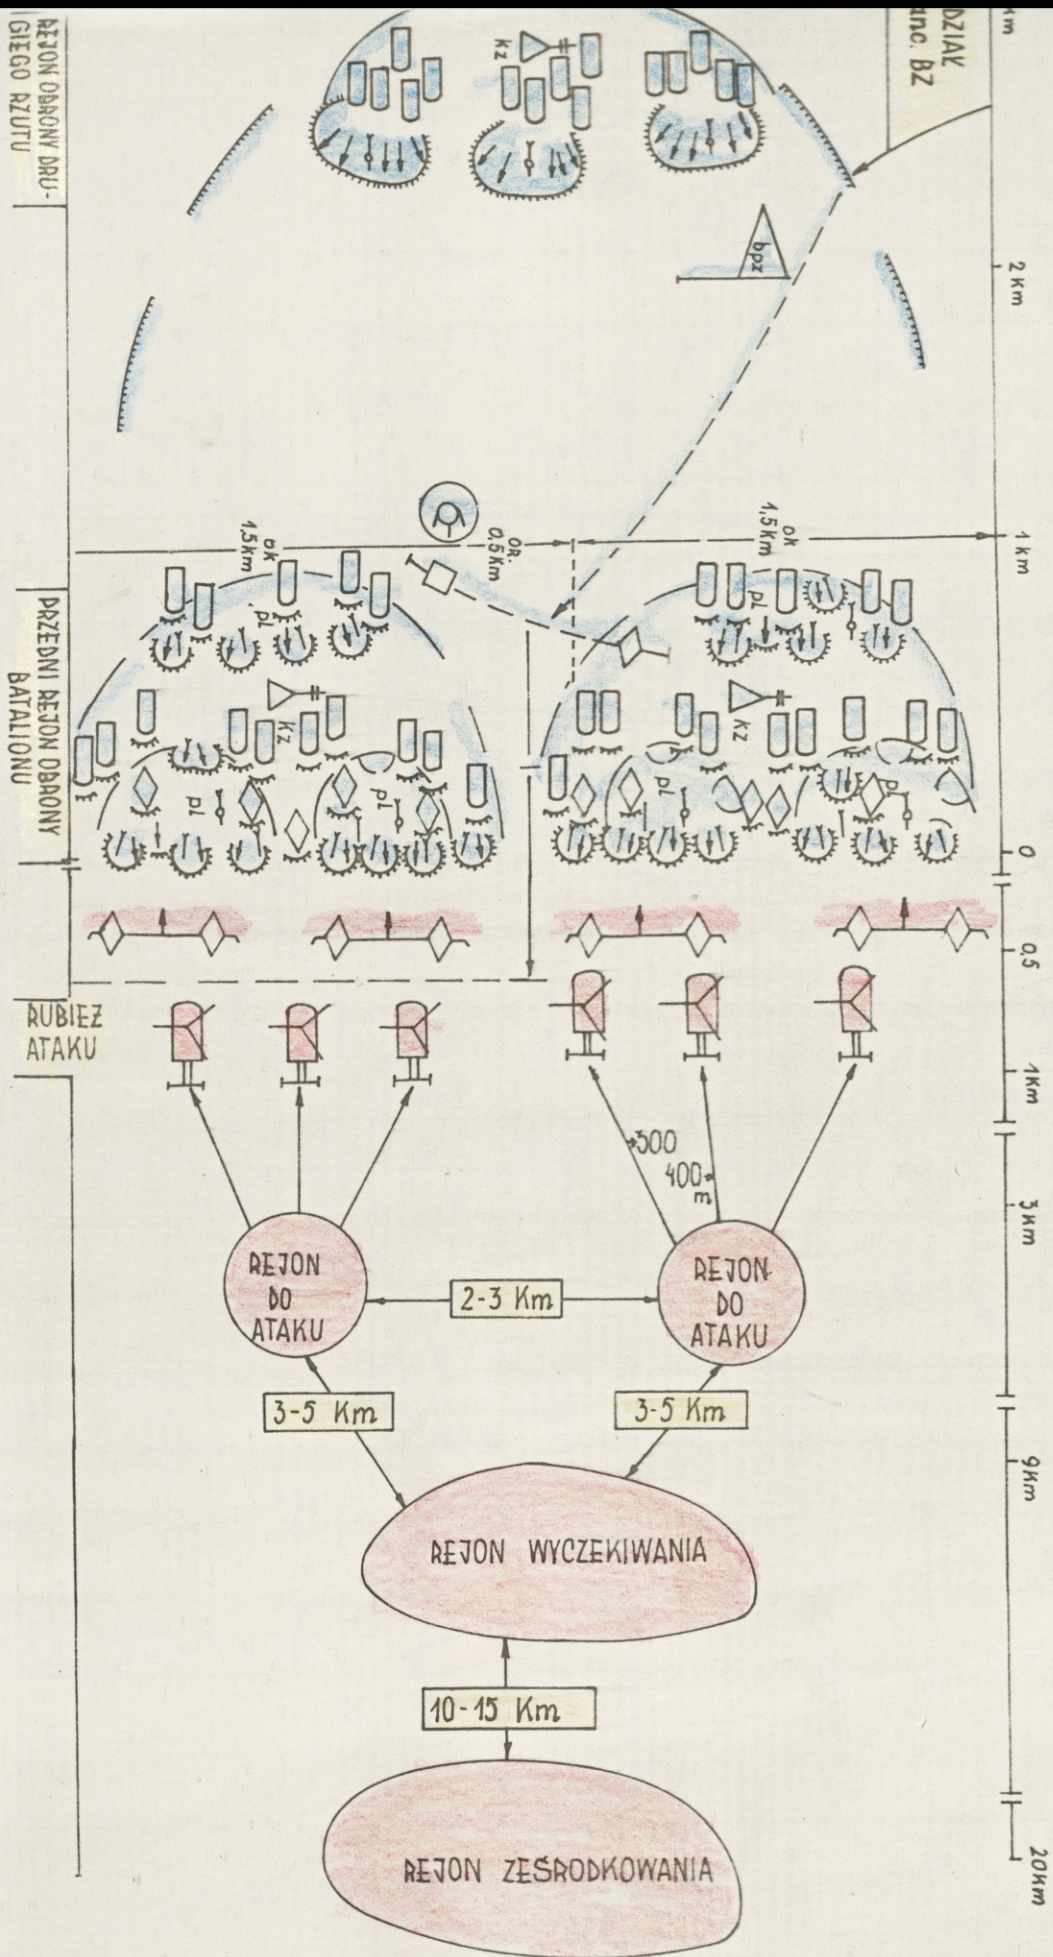 REJON OBRONY DRU-
GIEGO RZUTU
kz
anc. BZ
km
bpz
2 km
ok
1,5 km
0,5 km
ok
1,5 km
1 km
pl
pl
PRZEDNI REJON OBRONY
BATALIONU
kz
kz
pl
pl
pl
pl
0
0,5
RUBIEŻ
ATAKU
1 km
300
400
m
3 km
REJON
DO
ATAKU
2-3 Km
REJON
DO
ATAKU
3-5 Km
3-5 Km
9 km
REJON WYCZEKIWANIA
10-15 Km
REJON ZEŚRODKOWANIA
20 km